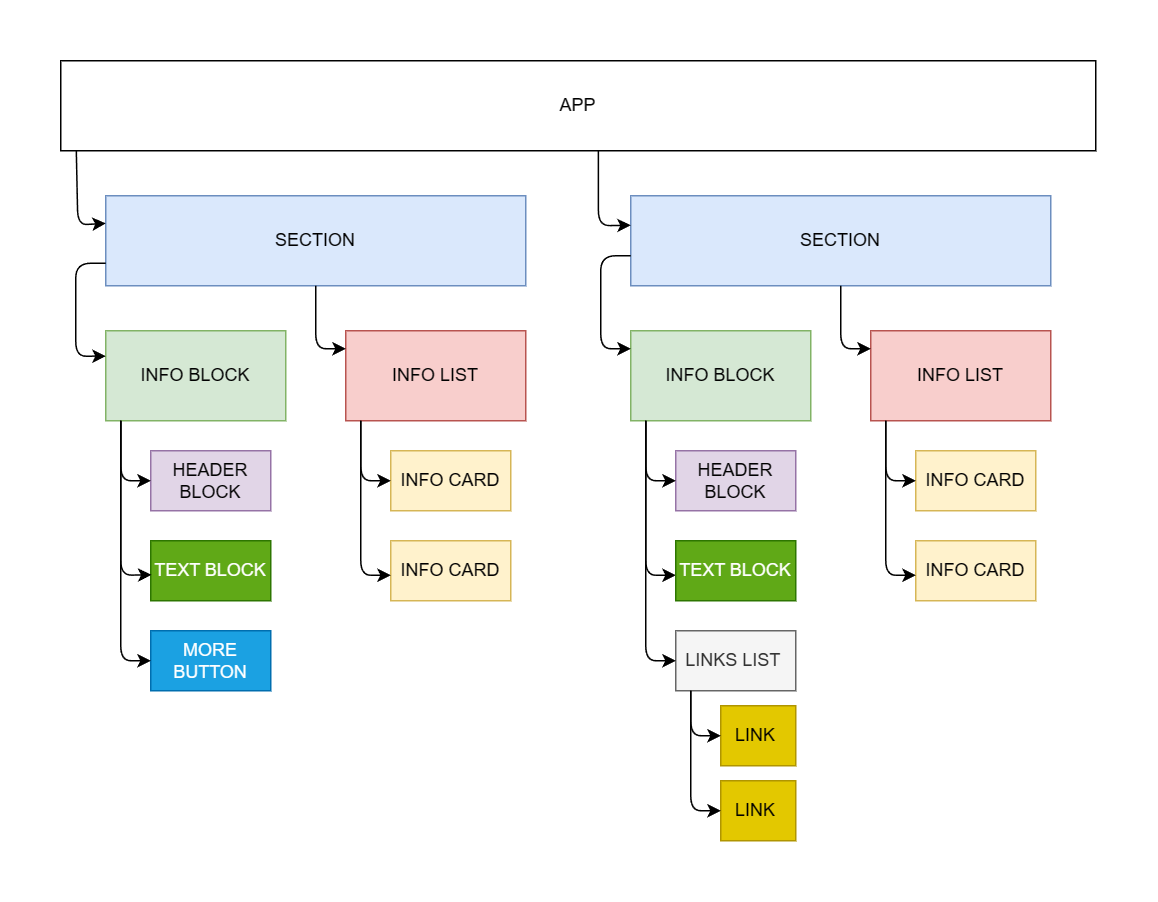 APP
SECTION
SECTION
INFO BLOCK
INFO LIST
INFO BLOCK
INFO LIST
HEADER
BLOCK
INFO CARD
HEADER
BLOCK
INFO CARD
TEXT BLOCK
INFO CARD
TEXT BLOCK
INFO CARD
MORE
BUTTON
LINKS LIST
LINK
LINK